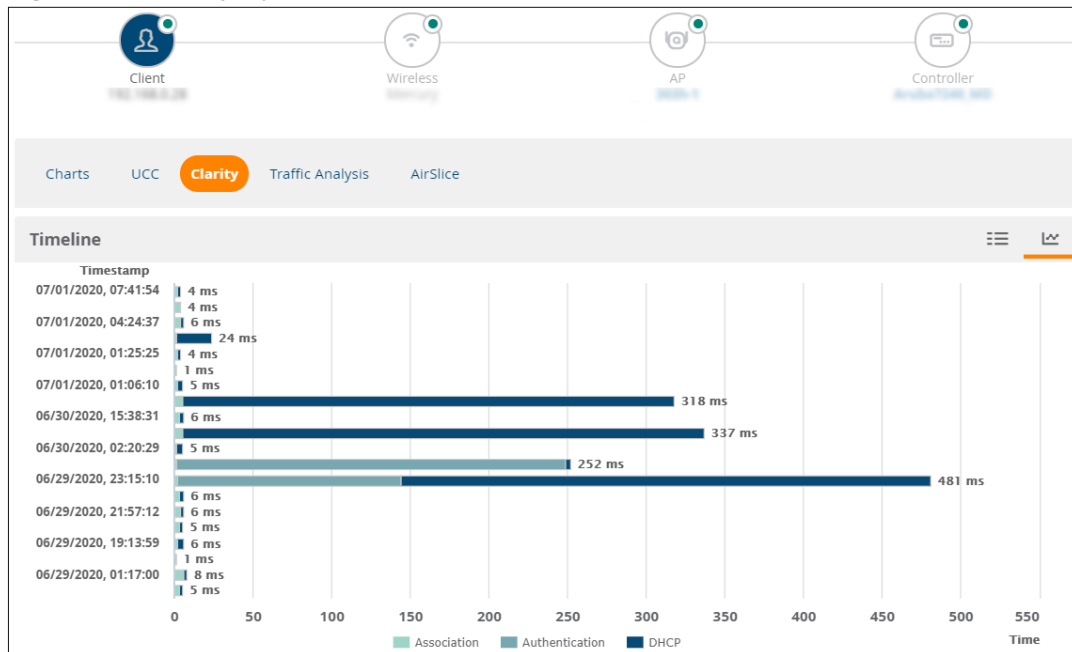 Client
Wireless
AP
Controller
Charts UCC Clarity Traffic Analysis AirSlice
Timeline
Timestamp
07/01/2020, 07:41:54 4 ms
4 ms
07/01/2020, 04:24:37 6 ms
24 ms
07/01/2020, 01:25:25 4 ms
1 ms
07/01/2020, 01:06:10 5 ms
318 ms
06/30/2020, 15:38:31 6 ms
337 ms
06/30/2020, 02:20:29 5 ms
252 ms
06/29/2020, 23:15:10 481 ms
6 ms
06/29/2020, 21:57:12 6 ms
5 ms
06/29/2020, 19:13:59 6 ms
1 ms
06/29/2020, 01:17:00 8 ms
5 ms
0 50 100 150 200 250 300 350 400 450 500 550
Time
Association Authentication DHCP